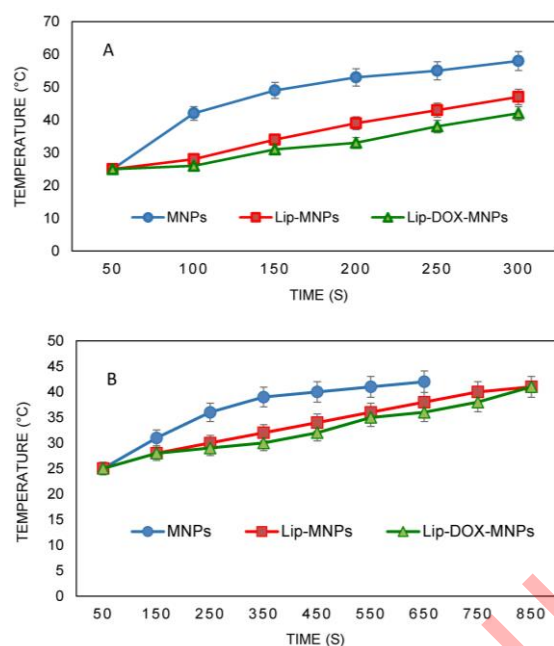 A
TEMPERATURE (°C)
70
60
50
40
30
20
10
0
MNPs Lip-MNPs Lip-DOX-MNPs
50 100 150 200 250 300
TIME (S)
B
TEMPERATURE (°C)
50
45
40
35
30
25
20
15
10
5
0
MNPs Lip-MNPs Lip-DOX-MNPs
50 150 250 350 450 550 650 750 850
TIME (S)